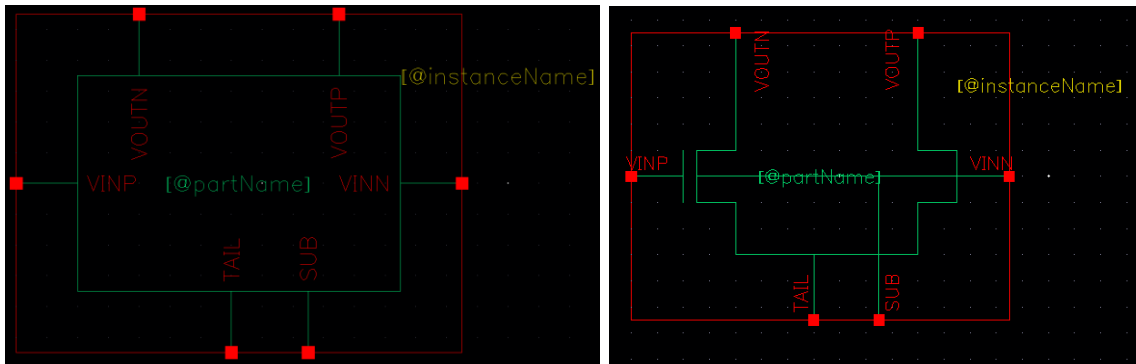 [@instanceName]
VOUTN
VOUTP
VINP
[@partName]
VINN
TAIL
SUB
VOUTN
VOUTP
[@instanceName]
VINP
[@partName]
VINN
TAIL
SUB